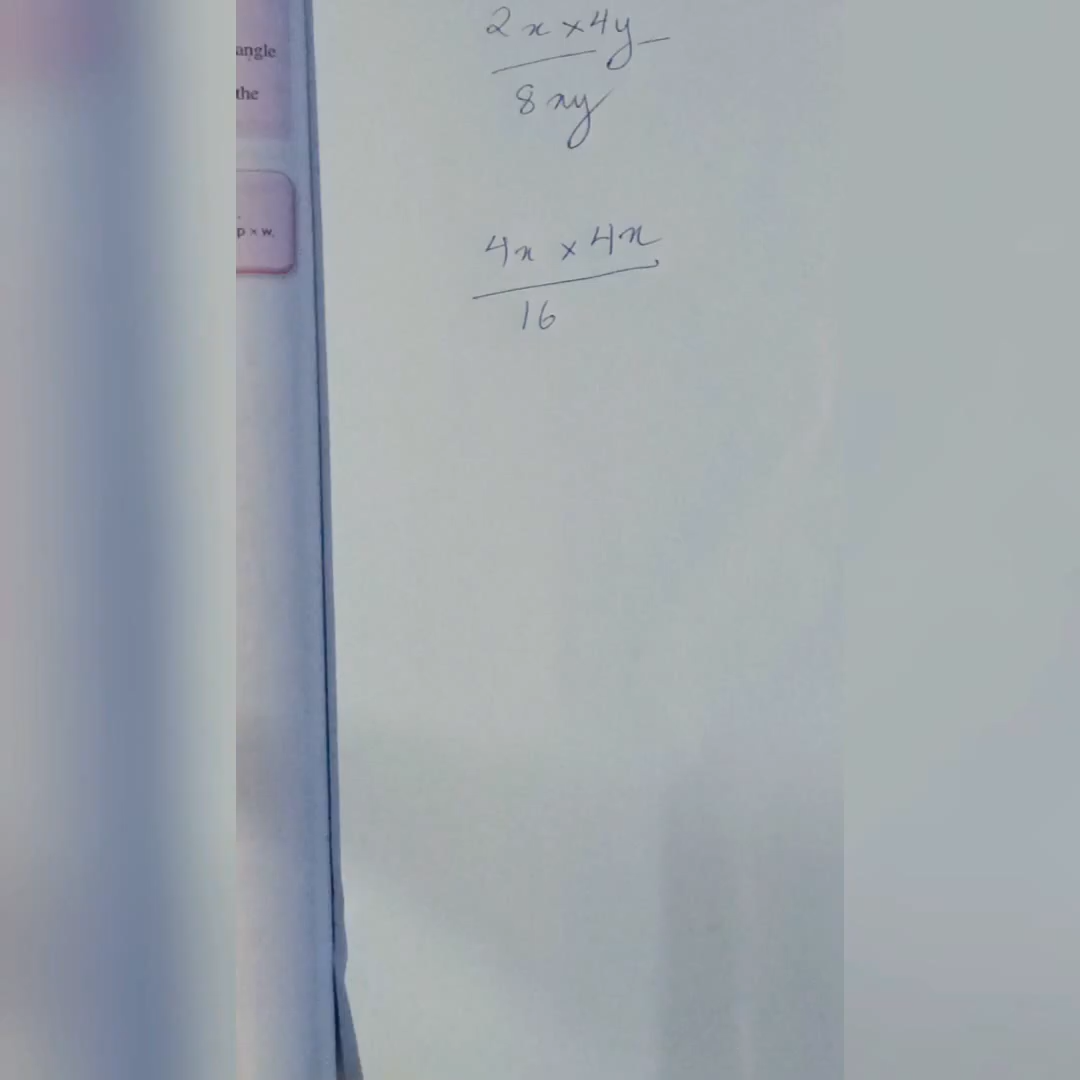 angle
the
p × w.
2x × 4y
8xy
4x × 4x
16